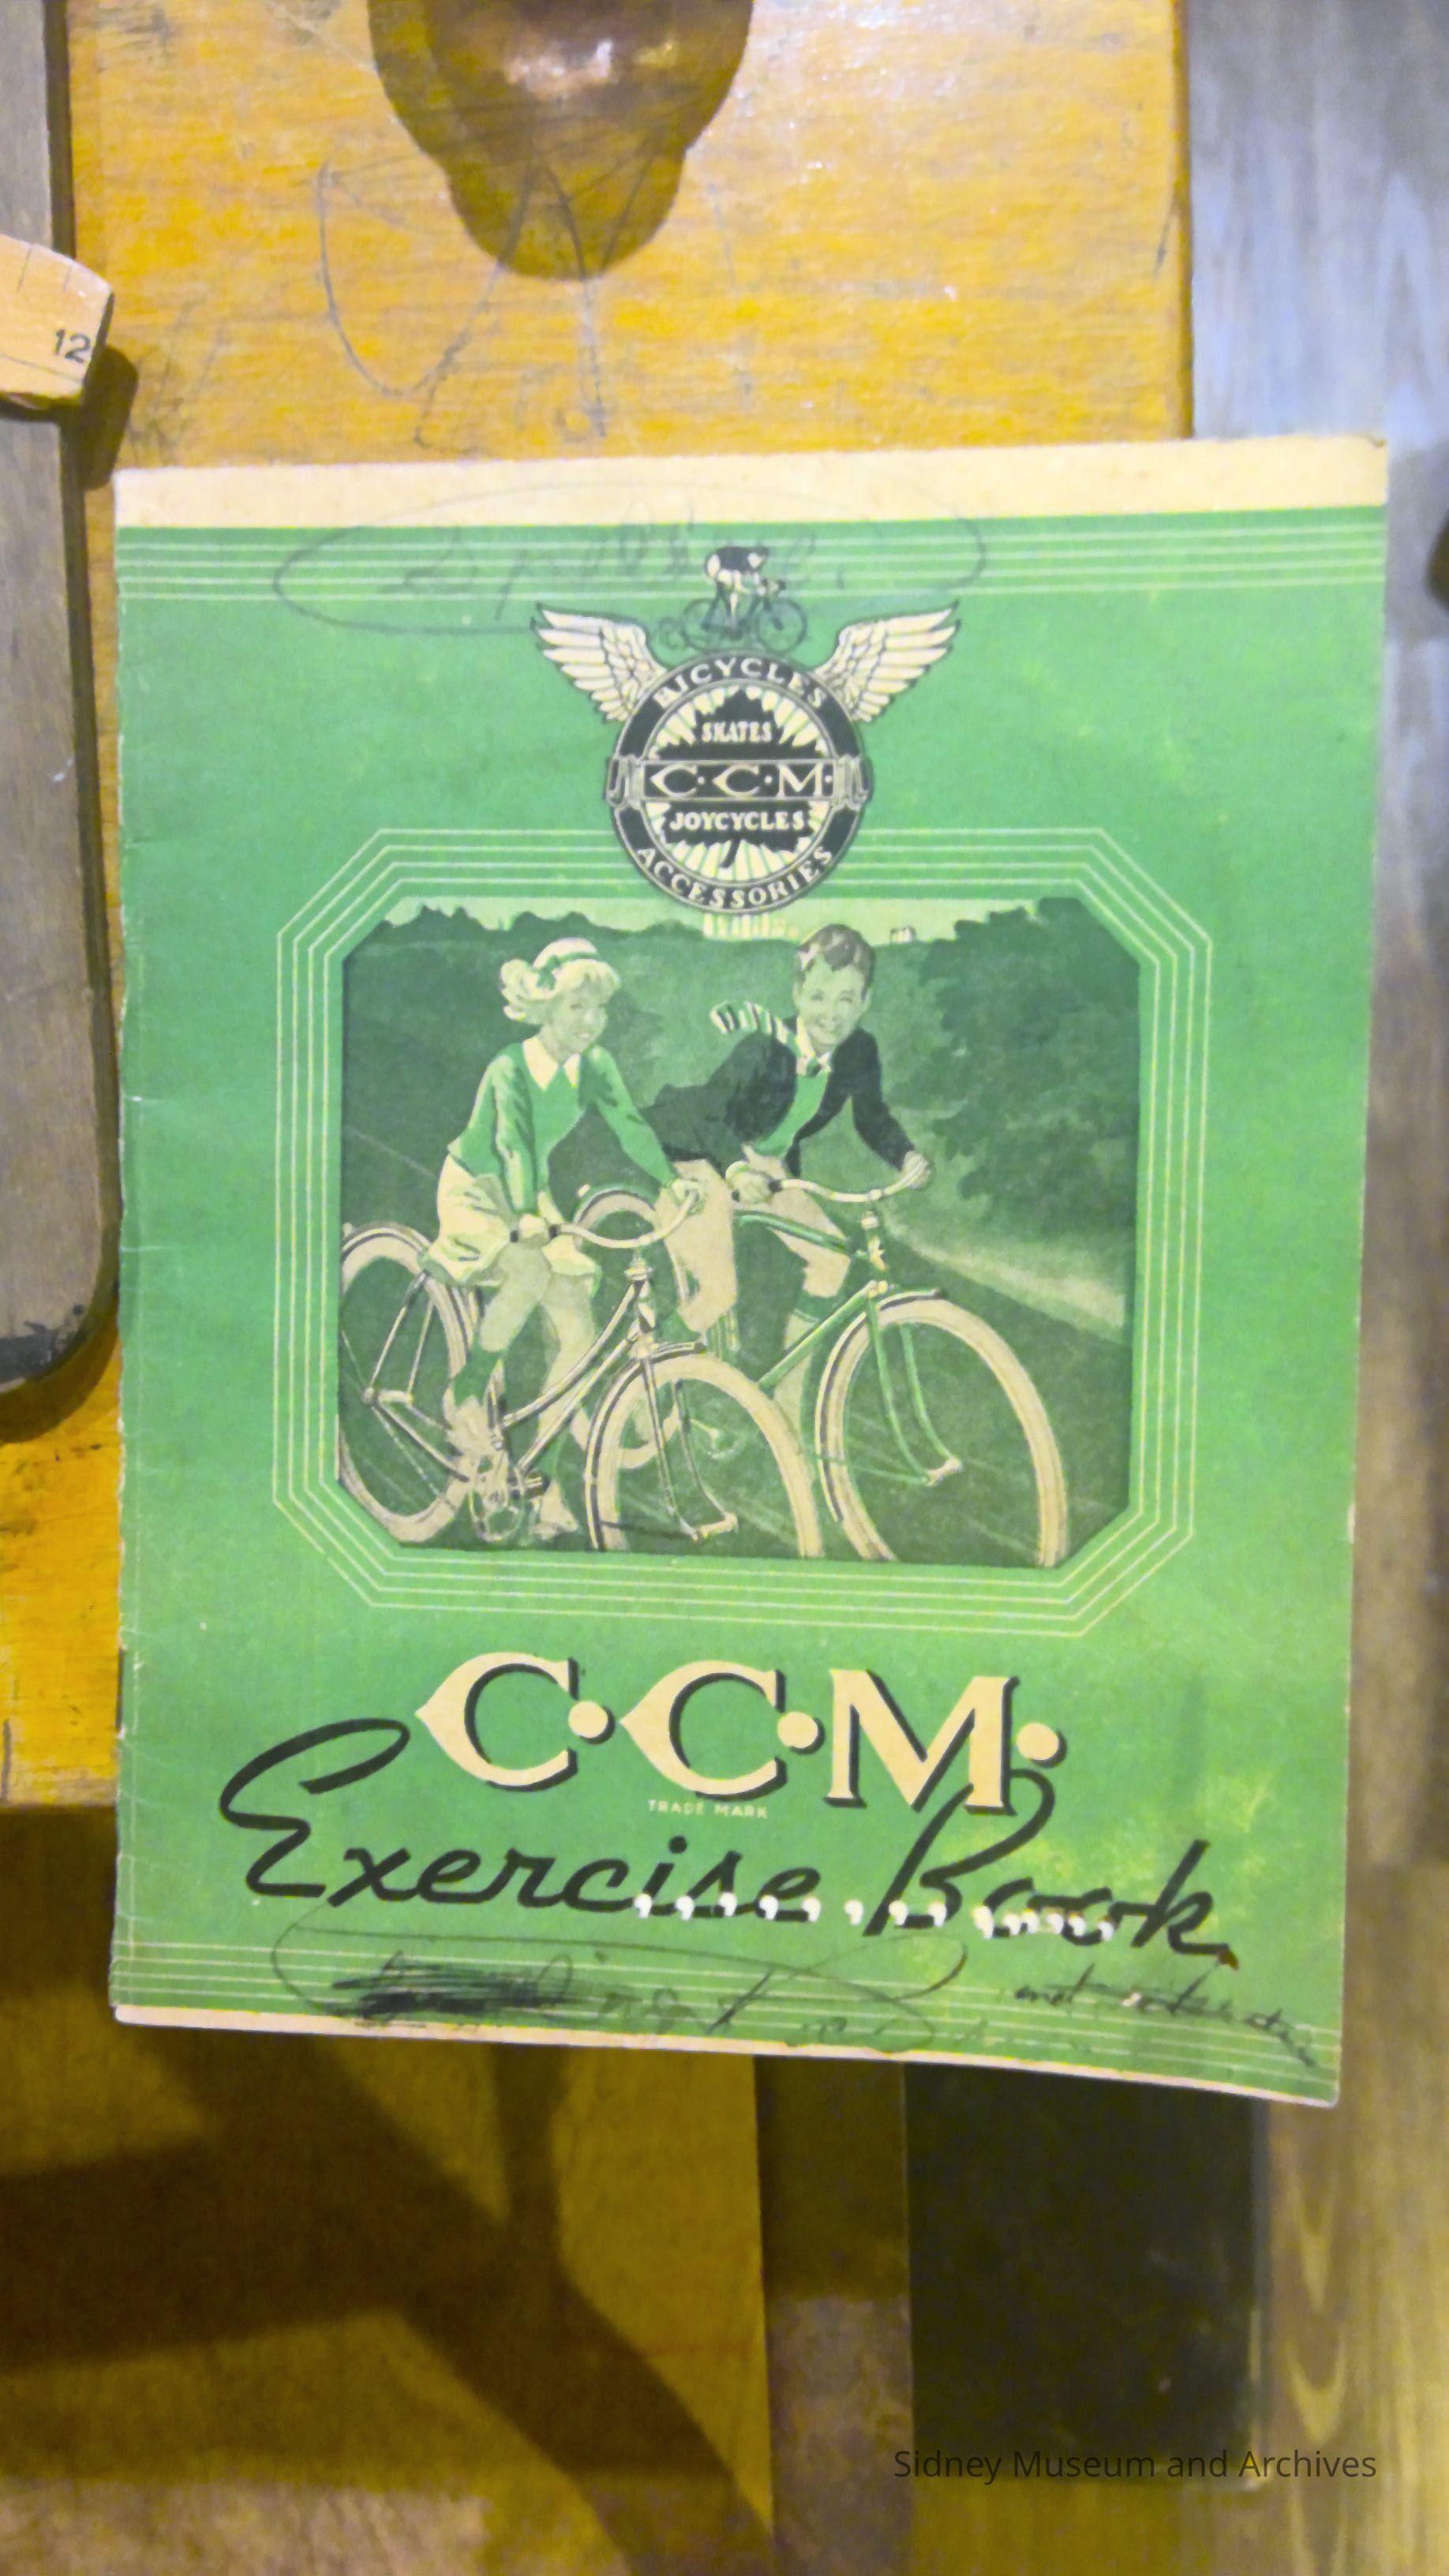 12
BICYCLES
SKATES
C·C·M·
JOYCYCLES
ACCESSORIES
C·C·M·
TRADE MARK
Exercise Book
Sidney Museum and Archives